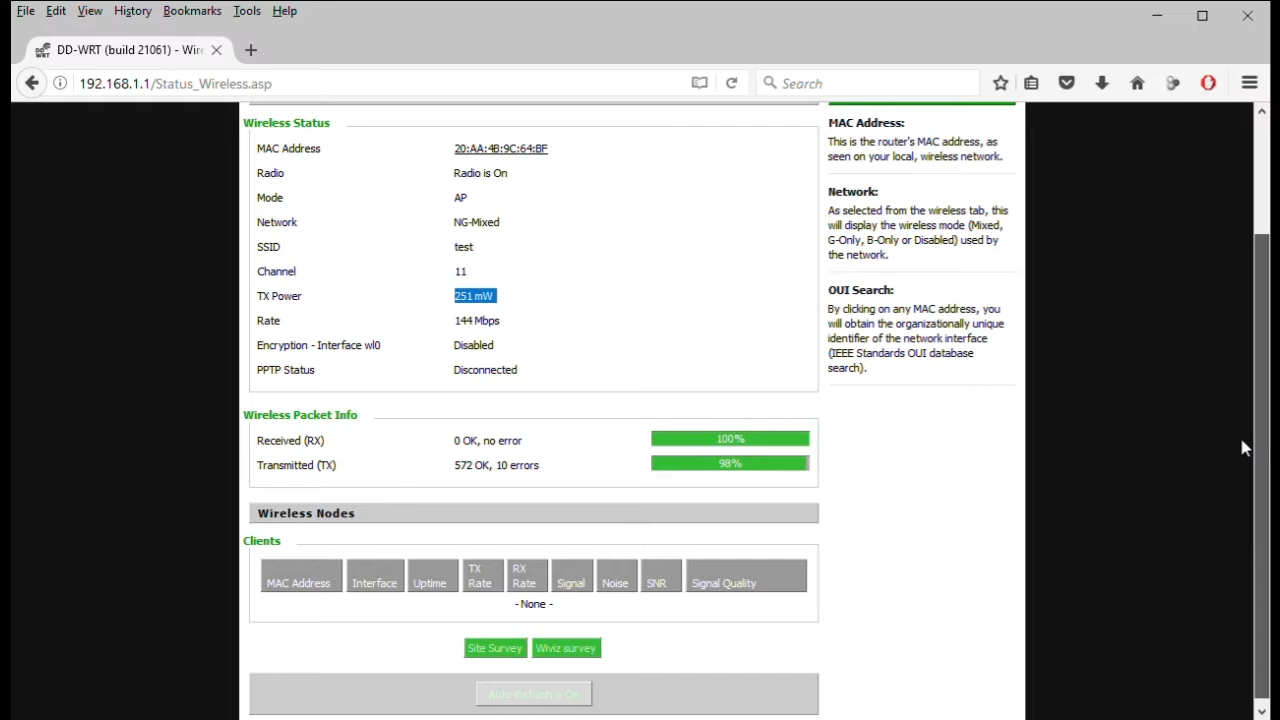 File Edit View History Bookmarks Tools Help
DD-WRT (build 21061) - Wire
192.168.1.1/Status_Wireless.asp
Search
Wireless Status
MAC Address 20:AA:4B:9C:64:BF
Radio Radio is On
Mode AP
Network NG-Mixed
SSID test
Channel 11
TX Power 251 mW
Rate 144 Mbps
Encryption - Interface wl0 Disabled
PPTP Status Disconnected
Wireless Packet Info
Received (RX) 0 OK, no error 100%
Transmitted (TX) 572 OK, 10 errors 98%
Wireless Nodes
Clients
MAC Address Interface Uptime TX Rate RX Rate Signal Noise SNR Signal Quality
- None -
Site Survey Wiviz survey
Auto-Refresh is On
MAC Address:
This is the router's MAC address, as
seen on your local, wireless network.
Network:
As selected from the wireless tab, this
will display the wireless mode (Mixed,
G-Only, B-Only or Disabled) used by
the network.
OUI Search:
By clicking on any MAC address, you
will obtain the organizationally unique
identifier of the network interface
(IEEE Standards OUI database
search).